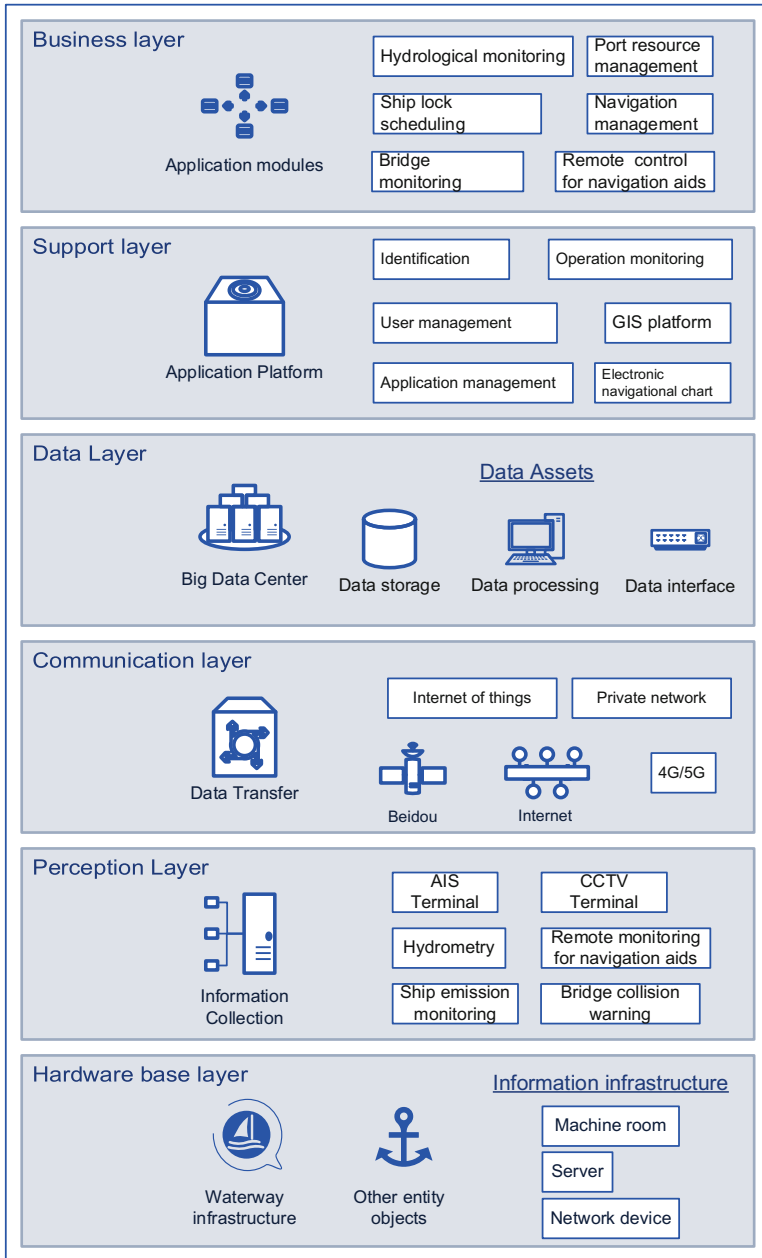 Business layer
Hydrological monitoring
Port resource
management
Ship lock
scheduling
Navigation
management
Application modules
Bridge
monitoring
Remote control
for navigation aids
Support layer
Identification
Operation monitoring
User management
GIS platform
Application Platform
Application management
Electronic
navigational chart
Data Layer
Data Assets
Big Data Center
Data storage
Data processing
Data interface
Communication layer
Internet of things
Private network
4G/5G
Data Transfer
Beidou
Internet
Perception Layer
AIS
Terminal
CCTV
Terminal
Hydrometry
Remote monitoring
for navigation aids
Information
Collection
Ship emission
monitoring
Bridge collision
warning
Hardware base layer
Information infrastructure
Machine room
Server
Network device
Waterway
infrastructure
Other entity
objects